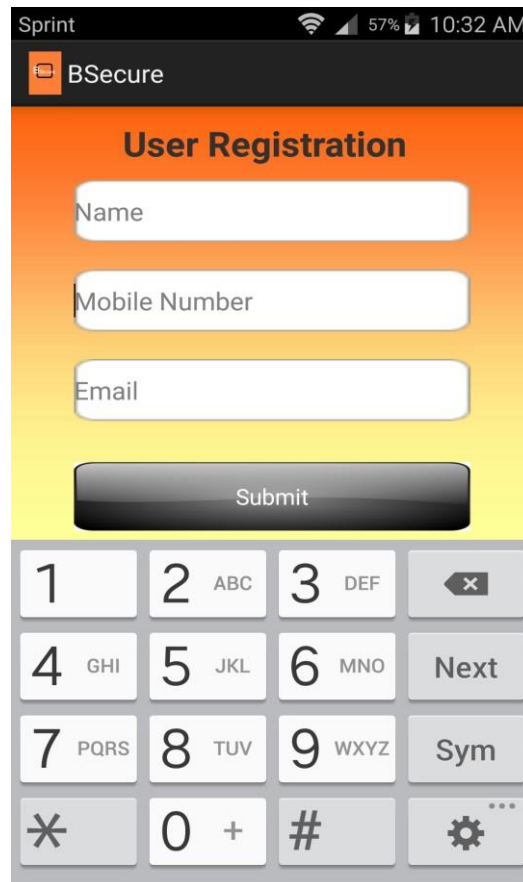 Sprint 57% 10:32 AM
BSecure
User Registration
Name
Mobile Number
Email
Submit
1 2 ABC 3 DEF
4 GHI 5 JKL 6 MNO Next
7 PQRS 8 TUV 9 WXYZ Sym
* 0 + #